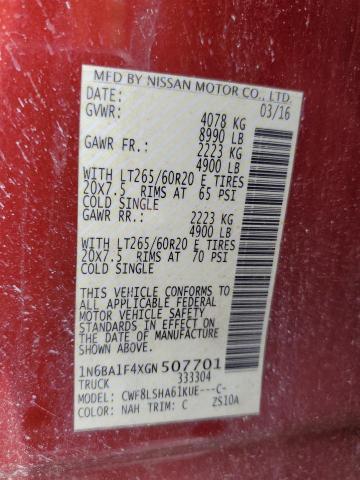 MFD BY NISSAN MOTOR CO., LTD.
DATE: 03/16
GVWR: 4078 KG
8990 LB
GAWR FR.: 2223 KG
4900 LB
WITH LT265/60R20 E TIRES
20X7.5 RIMS AT 65 PSI
COLD SINGLE
GAWR RR.: 2223 KG
4900 LB
WITH LT265/60R20 E TIRES
20X7.5 RIMS AT 70 PSI
COLD SINGLE
THIS VEHICLE CONFORMS TO
ALL APPLICABLE FEDERAL
MOTOR VEHICLE SAFETY
STANDARDS IN EFFECT ON
THE DATE OF MANUFACTURE
SHOWN ABOVE.
1N6BA1F4XGN507701
TRUCK 333304
MODEL: CWF8LSHA61KUE---C-
COLOR: NAH TRIM: C ZS10A